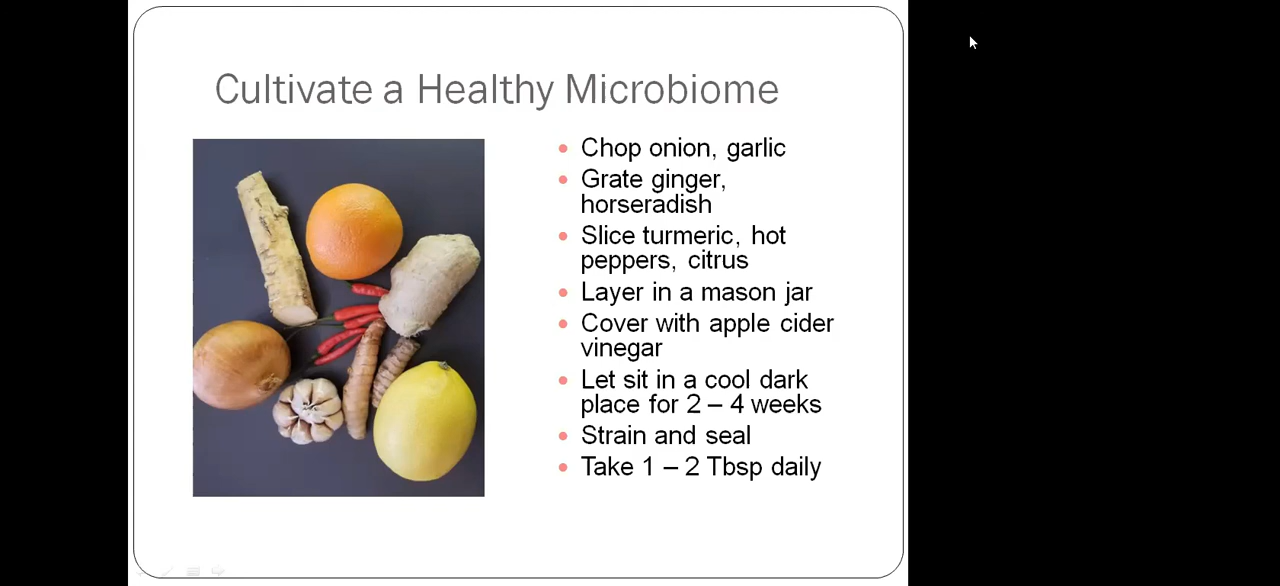 Cultivate a Healthy Microbiome
Chop onion, garlic
Grate ginger,
horseradish
Slice turmeric, hot
peppers, citrus
Layer in a mason jar
Cover with apple cider
vinegar
Let sit in a cool dark
place for 2 – 4 weeks
Strain and seal
Take 1 – 2 Tbsp daily